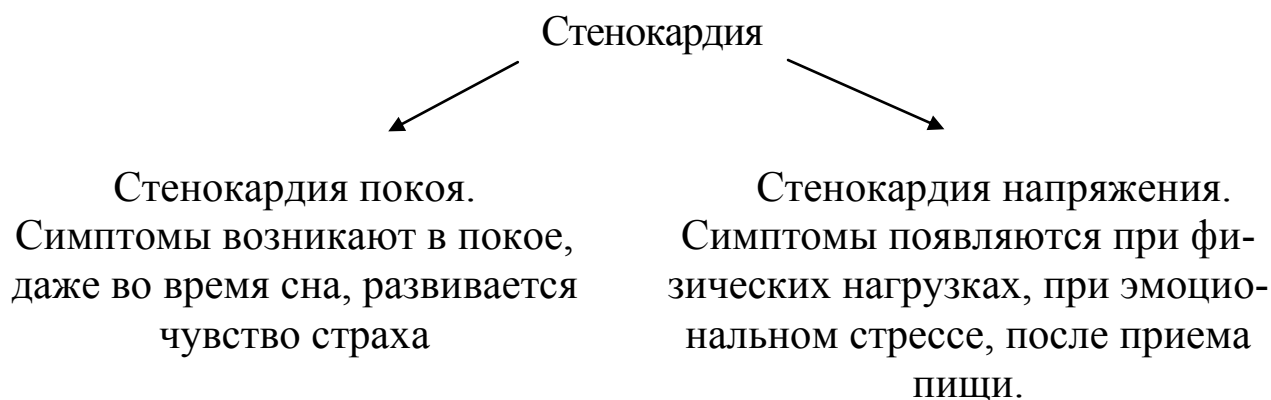 Стенокардия
Стенокардия покоя.
Симптомы возникают в покое,
даже во время сна, развивается
чувство страха
Стенокардия напряжения.
Симптомы появляются при фи-
зических нагрузках, при эмоцио-
нальном стрессе, после приема
пищи.